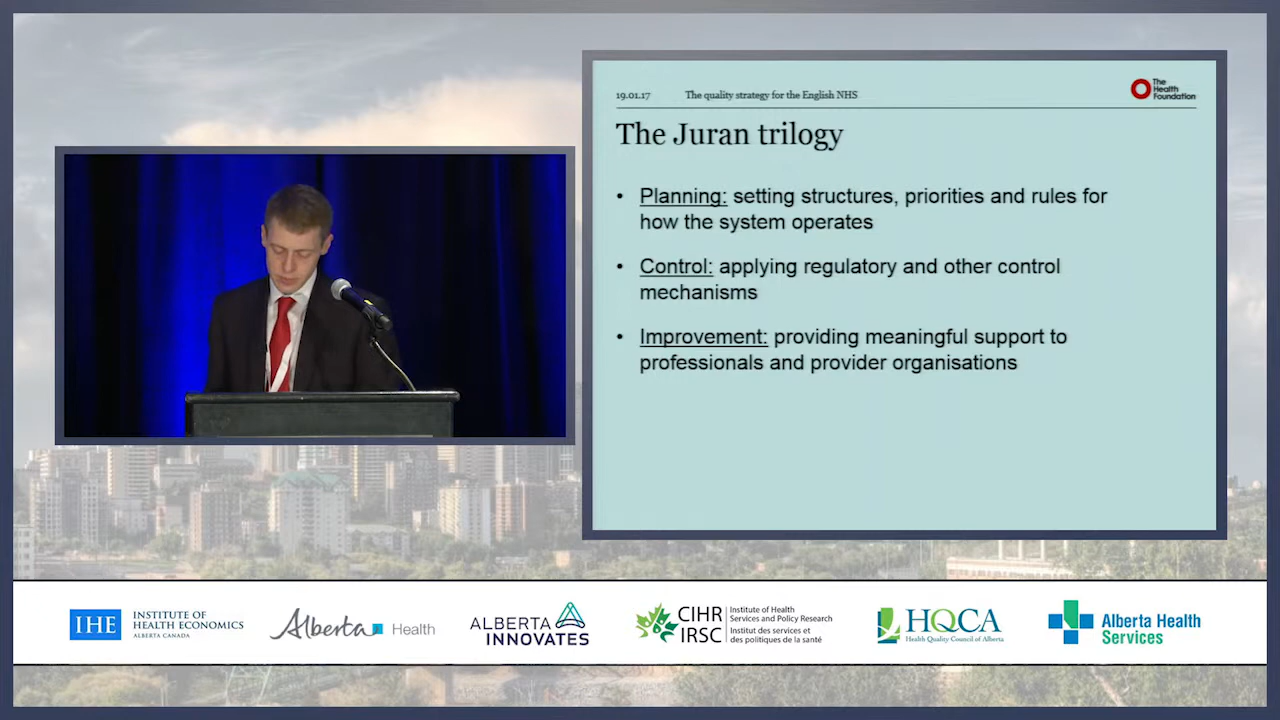 19.01.17 The quality strategy for the English NHS
The Health Foundation
The Juran trilogy
• Planning: setting structures, priorities and rules for
how the system operates
• Control: applying regulatory and other control
mechanisms
• Improvement: providing meaningful support to
professionals and provider organisations
IHE
INSTITUTE OF
HEALTH ECONOMICS
ALBERTA CANADA
Alberta Health
ALBERTA
INNOVATES
CIHR
IRSC
Institute of Health
Services and Policy Research
Institut des services et
des politiques de la santé
HQCA
Health Quality Council of Alberta
Alberta Health
Services